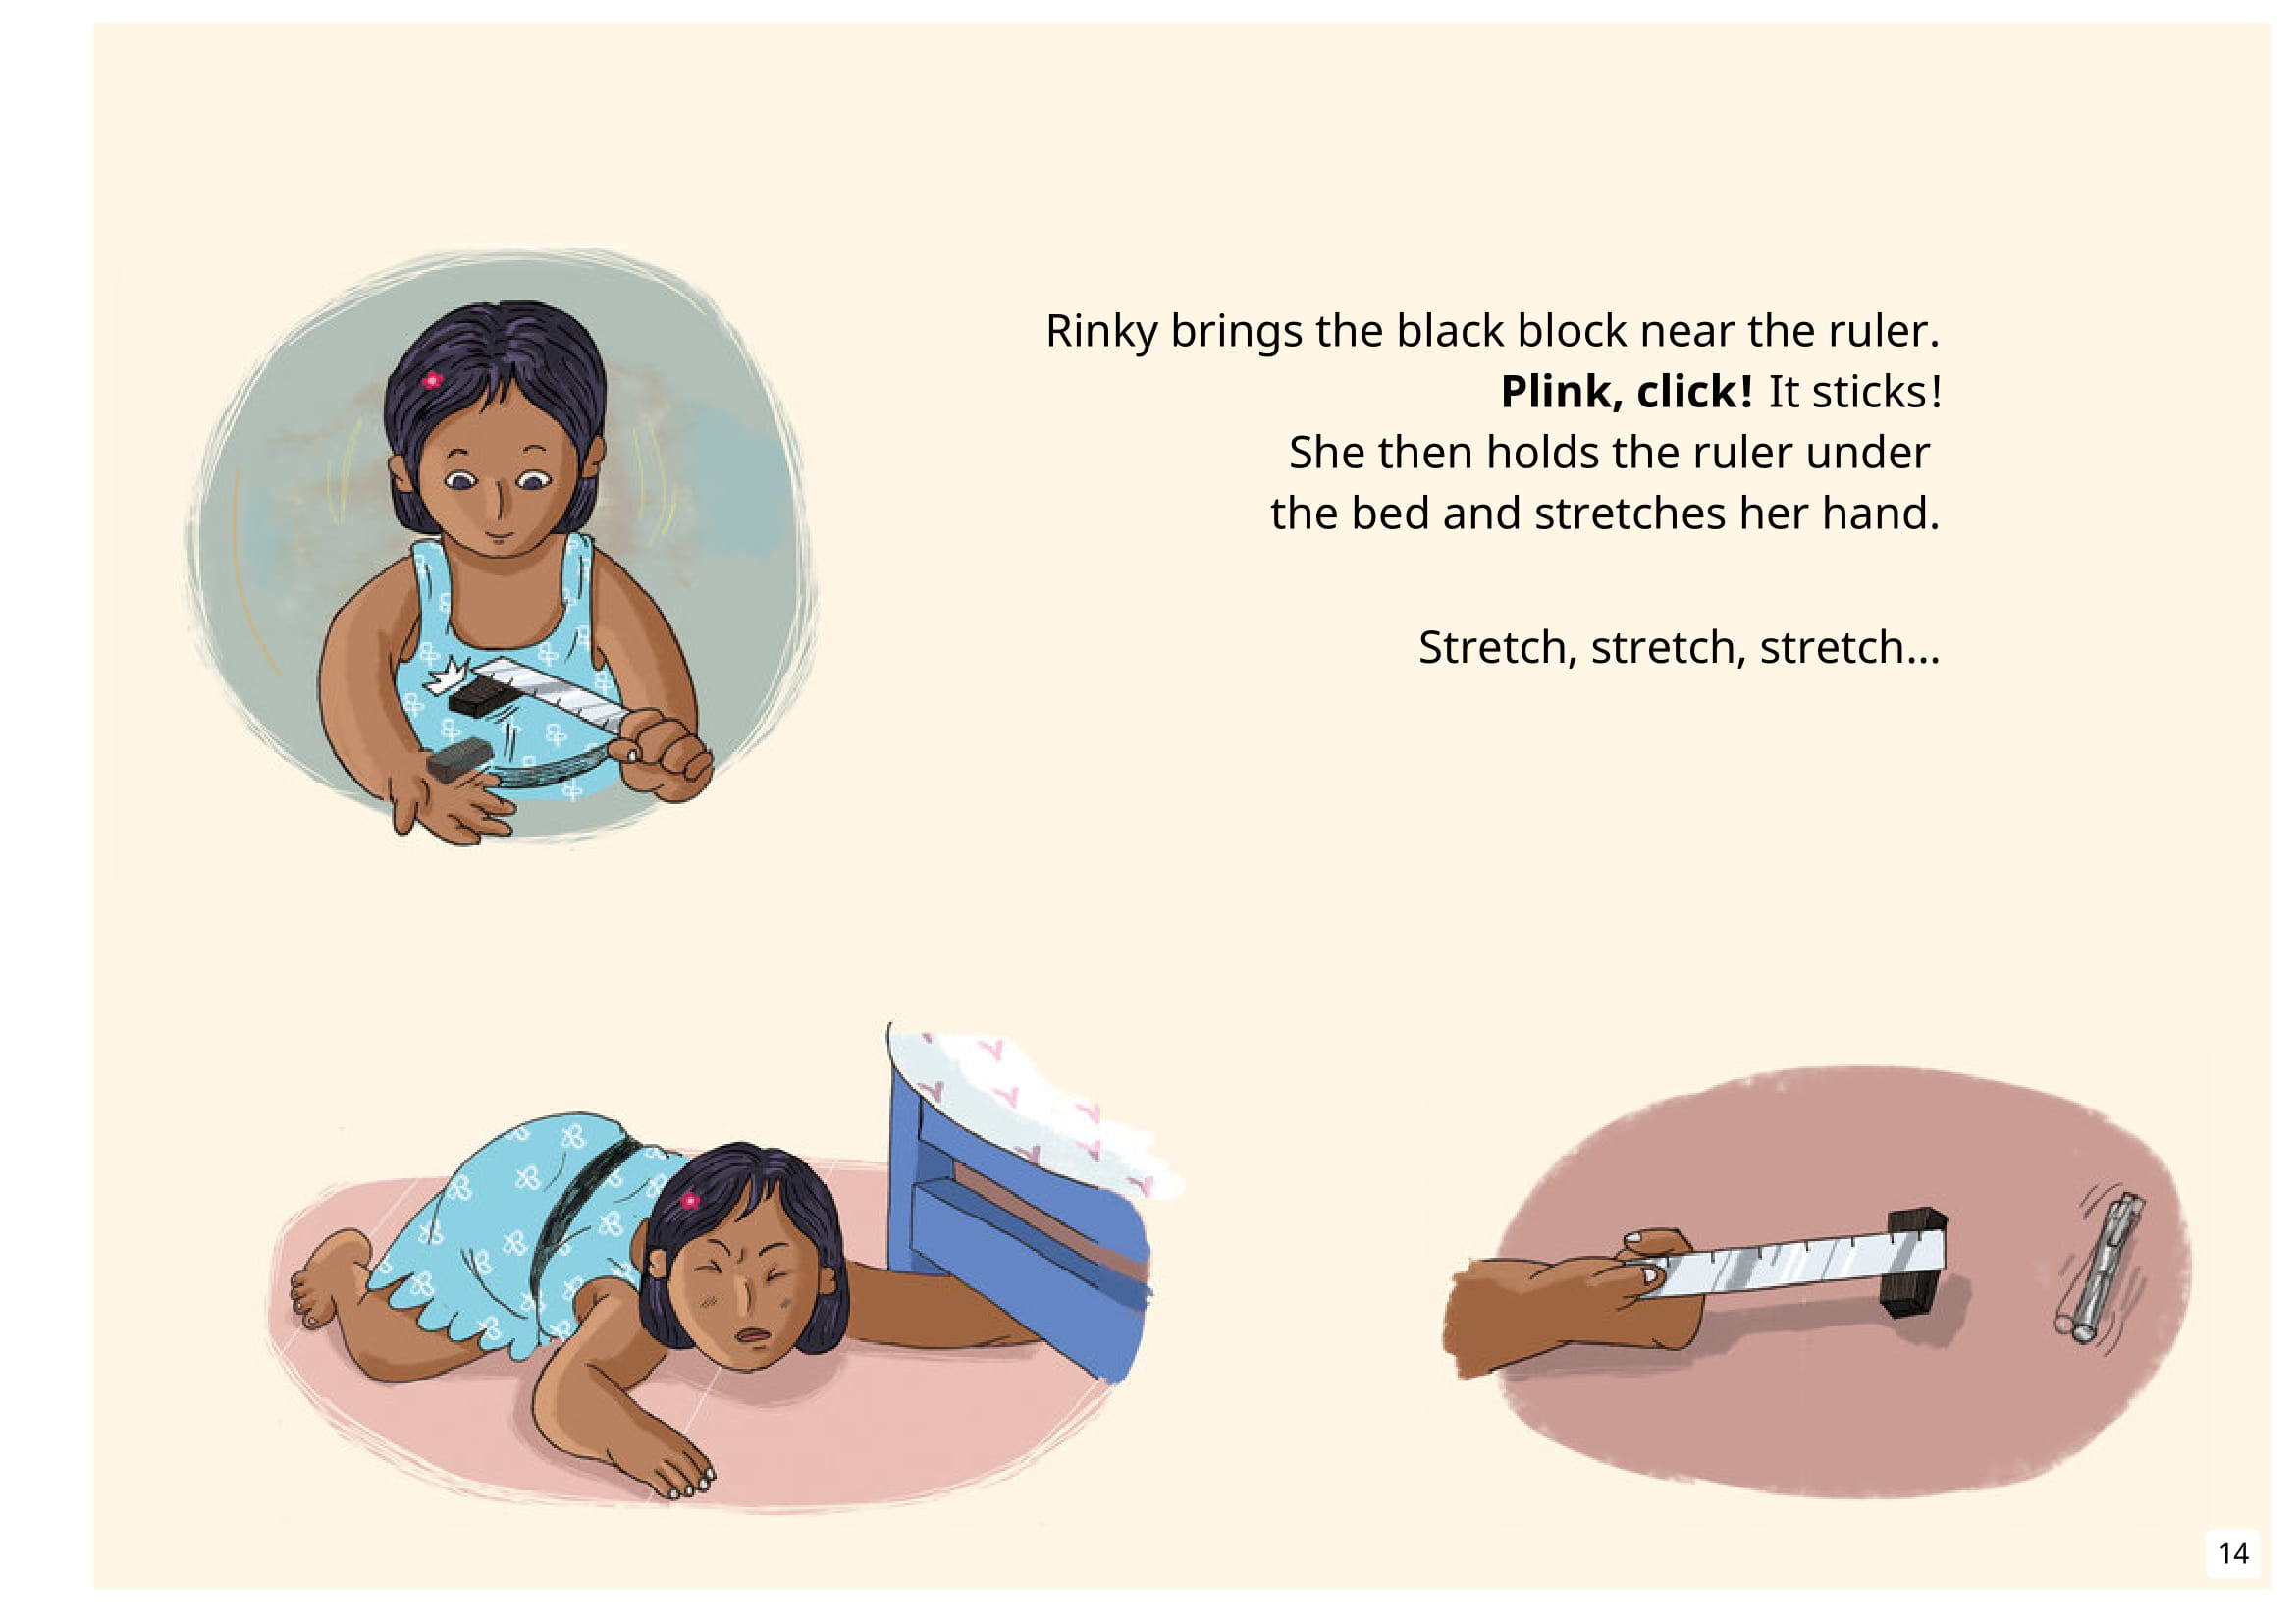 Rinky brings the black block near the ruler.
Plink, click! It sticks!
She then holds the ruler under
the bed and stretches her hand.
Stretch, stretch, stretch...
14